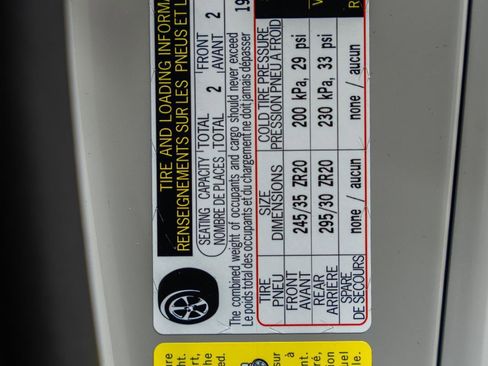 TIRE AND LOADING INFORMA
RENSEIGNEMENTS SUR LES PNEUS ET L
SEATING CAPACITY TOTAL 2 FRONT 2
NOMBRE DE PLACES TOTAL AVANT
The combined weight of occupants and cargo should never exceed 19
Le poids total des occupants et du chargement ne doit jamais dépasser
TIRE SIZE COLD TIRE PRESSURE
PNEU DIMENSIONS PRESSION PNEU À FROID
FRONT 245/35 ZR20 200 kPa, 29 psi
AVANT
REAR 295/30 ZR20 230 kPa, 33 psi
ARRIÈRE
SPARE none / aucun none / aucun
DE SECOURS